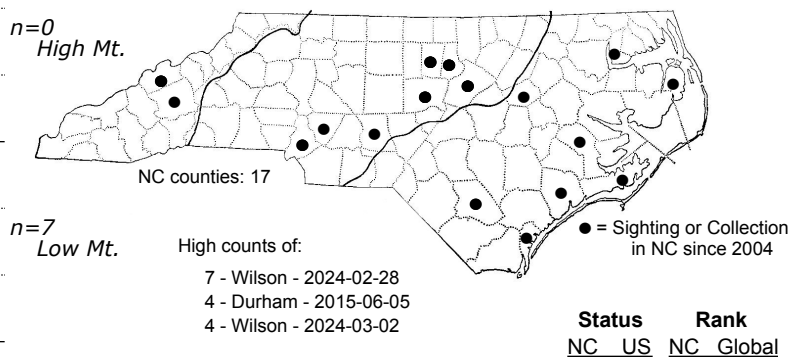 n=0
High Mt.
NC counties: 17
n=7
Low Mt.
High counts of:
7 - Wilson - 2024-02-28
4 - Durham - 2015-06-05
4 - Wilson - 2024-03-02
● = Sighting or Collection
in NC since 2004
Status Rank
NC US NC Global